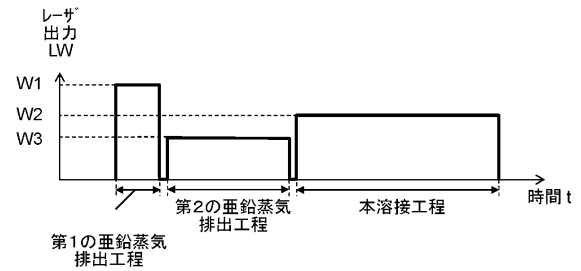 レーザ
出力
LW
W1
W2
W3
時間 t
第2の亜鉛蒸気
排出工程
本溶接工程
第1の亜鉛蒸気
排出工程